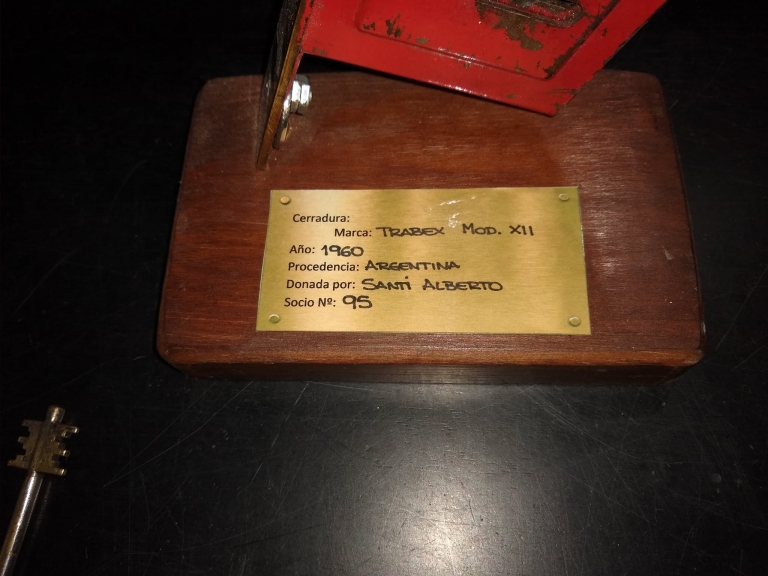 Cerradura:
Marca: TRABEX MOD. XII
Año: 1960
Procedencia: ARGENTINA
Donada por: SANTI ALBERTO
Socio Nº: 95